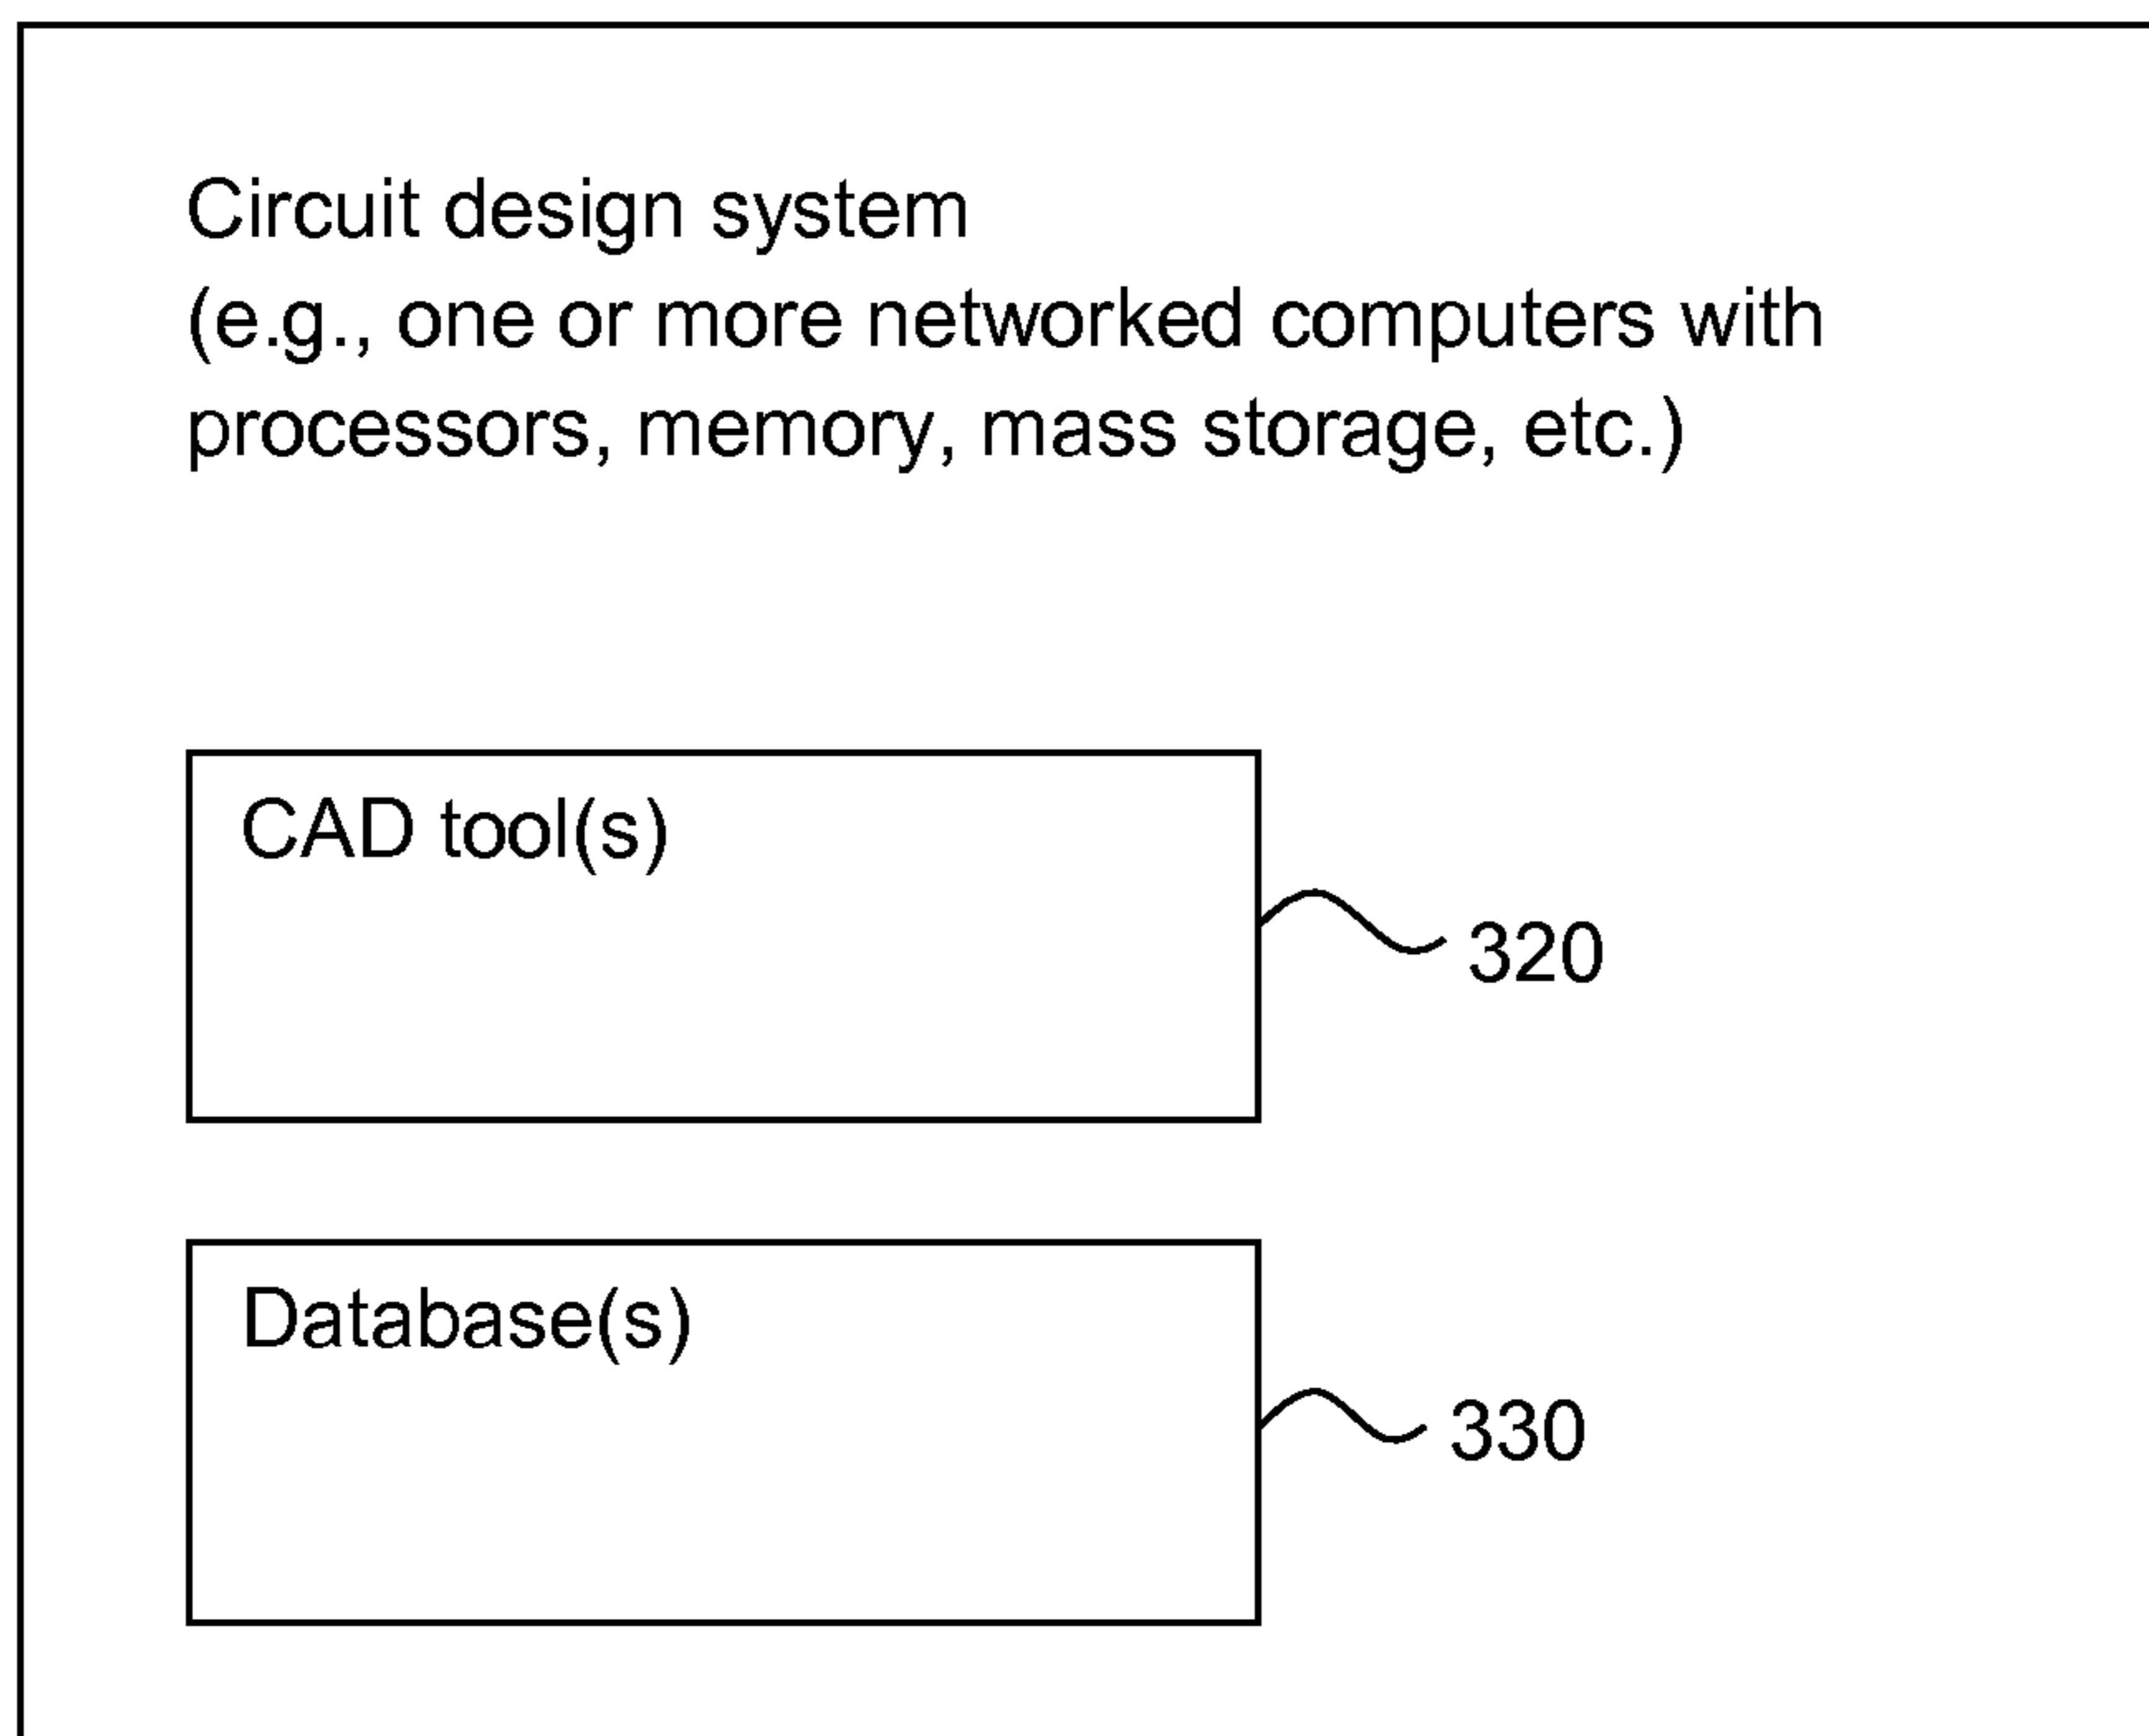 Circuit design system
(e.g., one or more networked computers with
processors, memory, mass storage, etc.)
CAD tool(s)
320
Database(s)
330